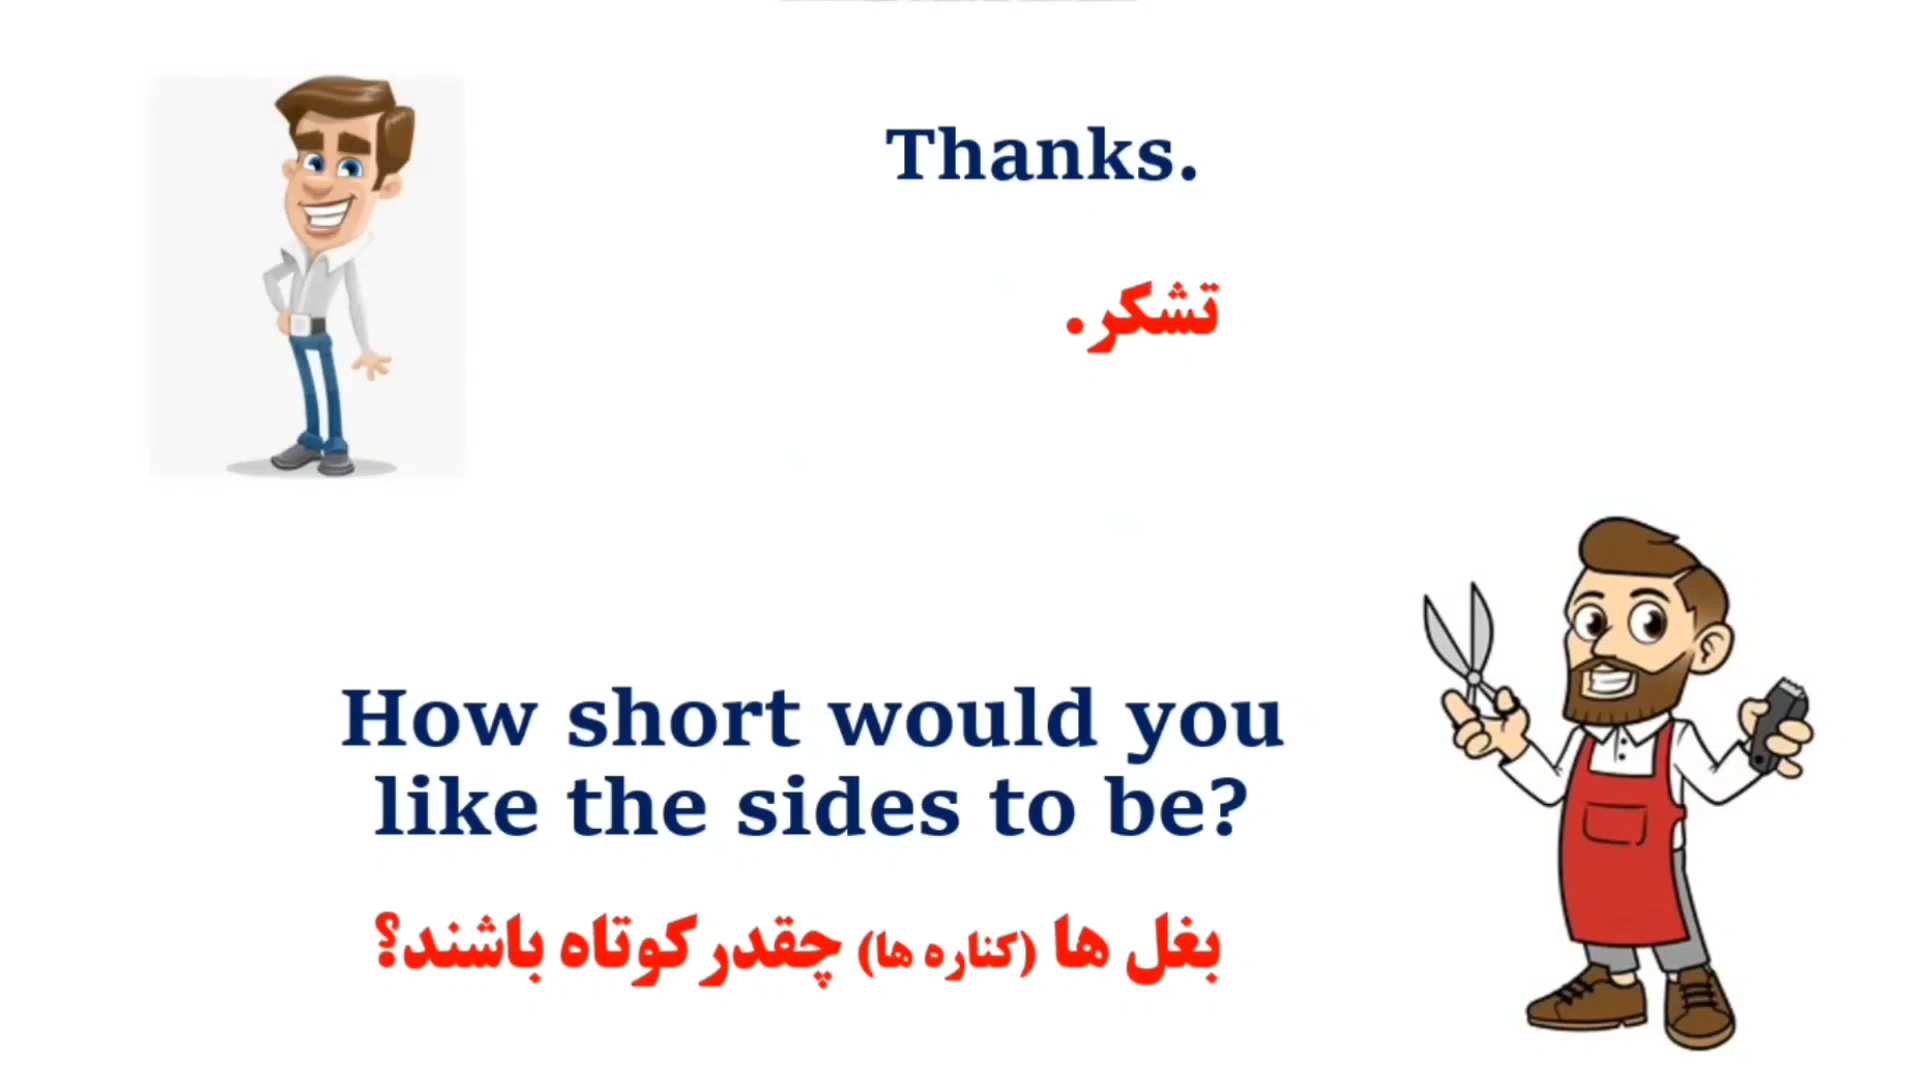 Thanks.
تشکر.
How short would you
like the sides to be?
بغل ها (کناره ها) چقدر کوتاه باشند؟